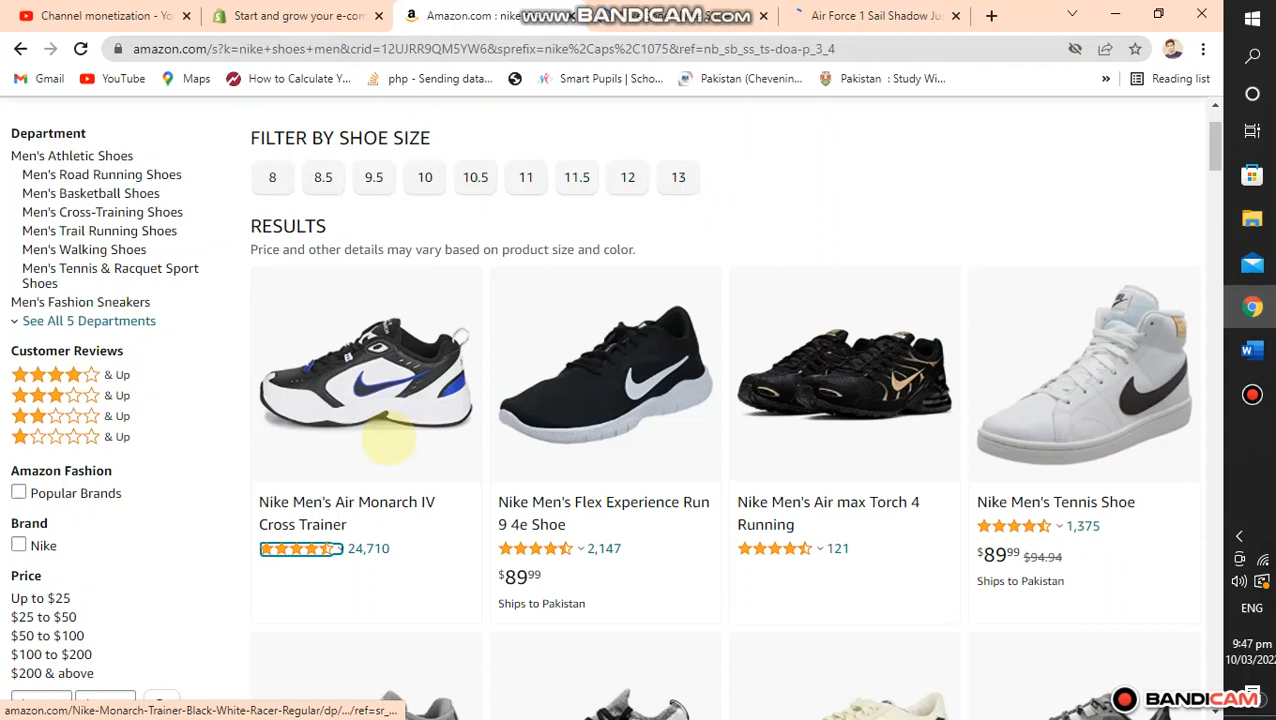 Channel monetization - Yo
Start and grow your e-com
Amazon.com : nike
www.BANDICAM.com
Air Force 1 Sail Shadow Ju
amazon.com/s?k=nike+shoes+men&crid=12UJRR9QM5YW6&sprefix=nike%2Caps%2C1075&ref=nb_sb_ss_ts-doa-p_3_4
Gmail YouTube Maps How to Calculate Y... php - Sending data... Smart Pupils | Scho... Pakistan (Chevenin... Pakistan : Study Wi... » Reading list
Department
Men's Athletic Shoes
Men's Road Running Shoes
Men's Basketball Shoes
Men's Cross-Training Shoes
Men's Trail Running Shoes
Men's Walking Shoes
Men's Tennis & Racquet Sport
Shoes
Men's Fashion Sneakers
See All 5 Departments
Customer Reviews
& Up
& Up
& Up
& Up
Amazon Fashion
Popular Brands
Brand
Nike
Price
Up to $25
$25 to $50
$50 to $100
$100 to $200
$200 & above
FILTER BY SHOE SIZE
8 8.5 9.5 10 10.5 11 11.5 12 13
RESULTS
Price and other details may vary based on product size and color.
Nike Men's Air Monarch IV
Cross Trainer
24,710
Nike Men's Flex Experience Run
9 4e Shoe
2,147
$89⁹⁹
Ships to Pakistan
Nike Men's Air max Torch 4
Running
121
Nike Men's Tennis Shoe
1,375
$89⁹⁹ $94.94
Ships to Pakistan
amazon.com/Nike-Monarch-Trainer-Black-White-Racer-Regular/dp/.../ref=sr_...
ENG
9:47 pm
10/03/2022
BANDICAM